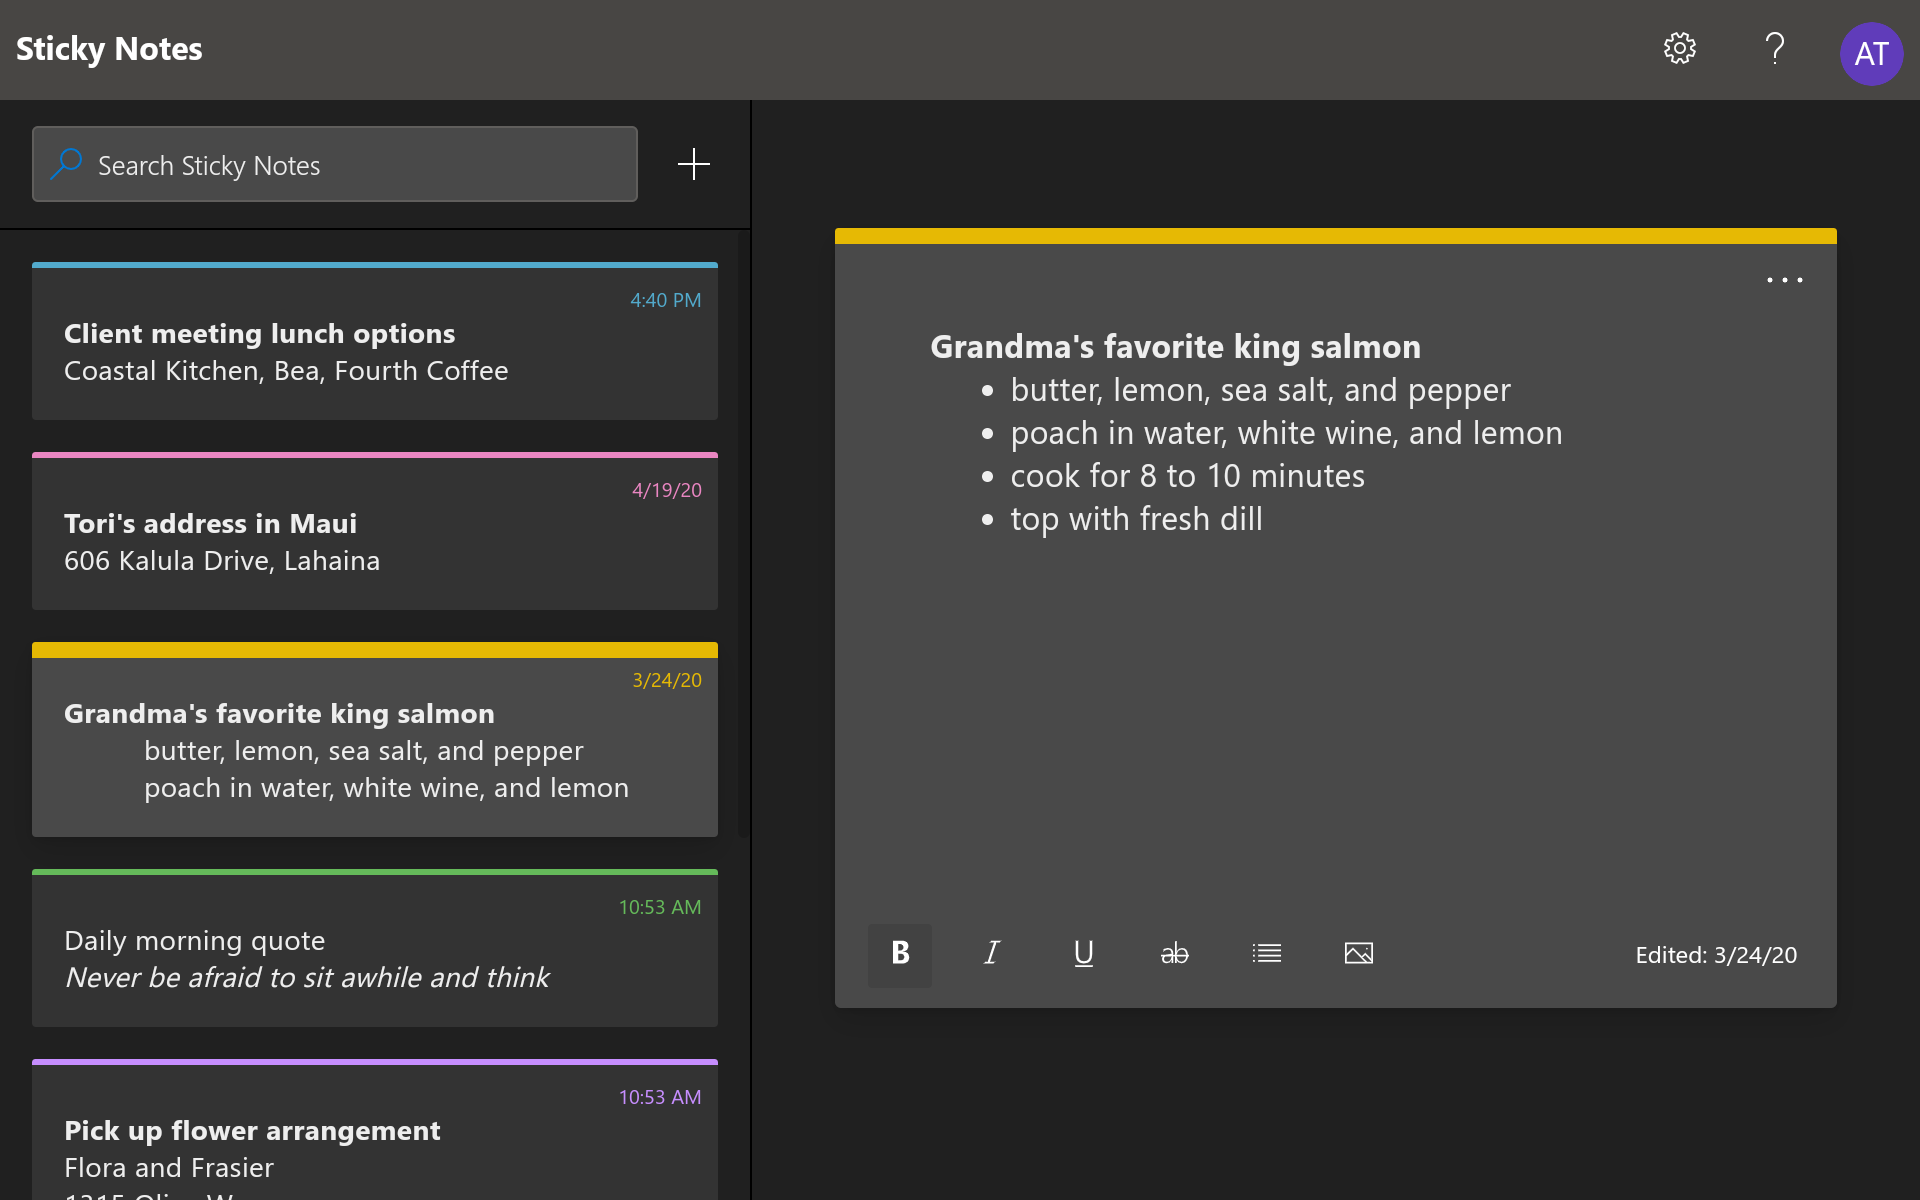 Sticky Notes
AT
Search Sticky Notes
4:40 PM
Client meeting lunch options
Coastal Kitchen, Bea, Fourth Coffee
4/19/20
Tori's address in Maui
606 Kalula Drive, Lahaina
3/24/20
Grandma's favorite king salmon
butter, lemon, sea salt, and pepper
poach in water, white wine, and lemon
10:53 AM
Daily morning quote
Never be afraid to sit awhile and think
10:53 AM
Pick up flower arrangement
Flora and Frasier
Grandma's favorite king salmon
• butter, lemon, sea salt, and pepper
• poach in water, white wine, and lemon
• cook for 8 to 10 minutes
• top with fresh dill
B I U ab
Edited: 3/24/20